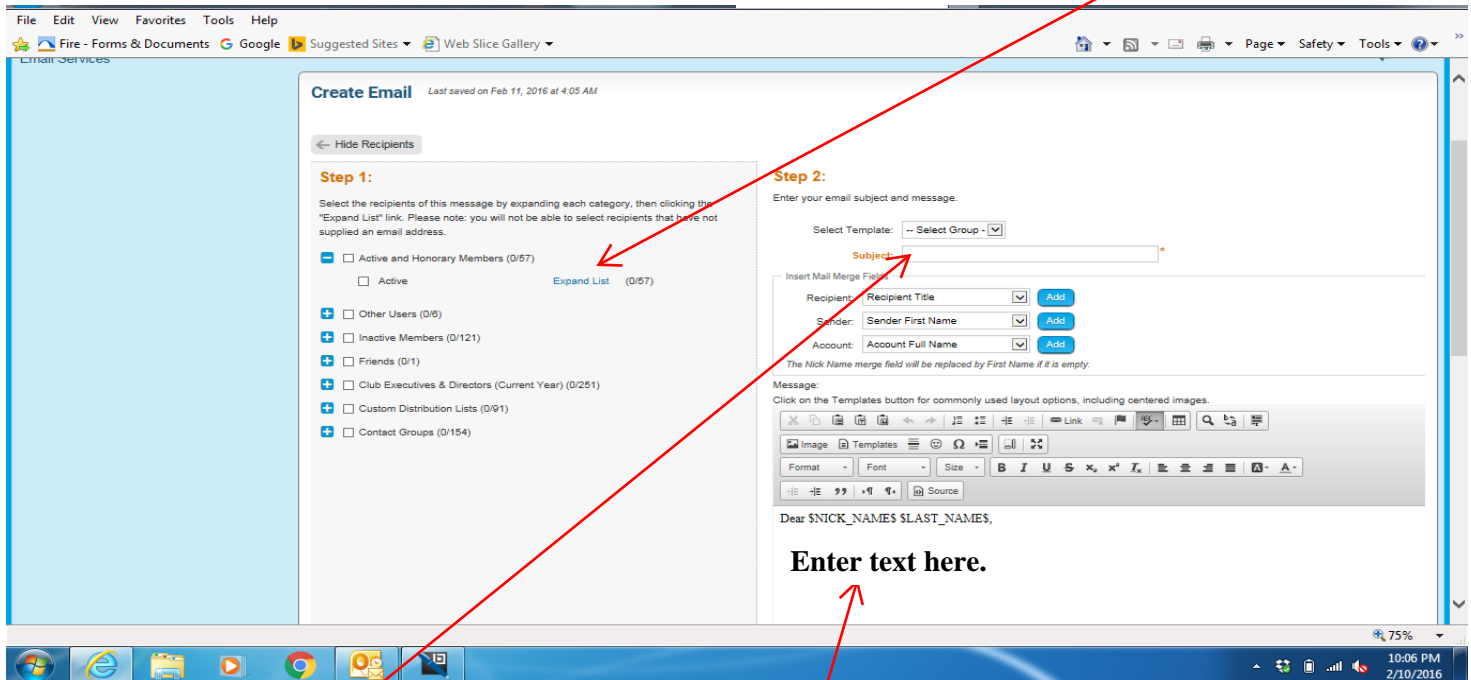 File Edit View Favorites Tools Help
Fire - Forms & Documents Google Suggested Sites Web Slice Gallery Page Safety Tools
Email Services
Create Email Last saved on Feb 11, 2016 at 4:05 AM
Hide Recipients
Step 1:
Select the recipients of this message by expanding each category, then clicking the
"Expand List" link. Please note: you will not be able to select recipients that have not
supplied an email address.
Active and Honorary Members (0/57)
Active Expand List (0/57)
Other Users (0/6)
Inactive Members (0/121)
Friends (0/1)
Club Executives & Directors (Current Year) (0/251)
Custom Distribution Lists (0/91)
Contact Groups (0/154)
Step 2:
Enter your email subject and message.
Select Template: -- Select Group -
Subject: *
Insert Mail Merge Fields
Recipient: Recipient Title Add
Sender: Sender First Name Add
Account: Account Full Name Add
The Nick Name merge field will be replaced by First Name if it is empty.
Message:
Click on the Templates button for commonly used layout options, including centered images.
Link
Image Templates Ω
Format Font Size B I U S x₂ x² Tx A A
Source
Dear $NICK_NAME$ $LAST_NAME$,
Enter text here.
75%
10:06 PM
2/10/2016